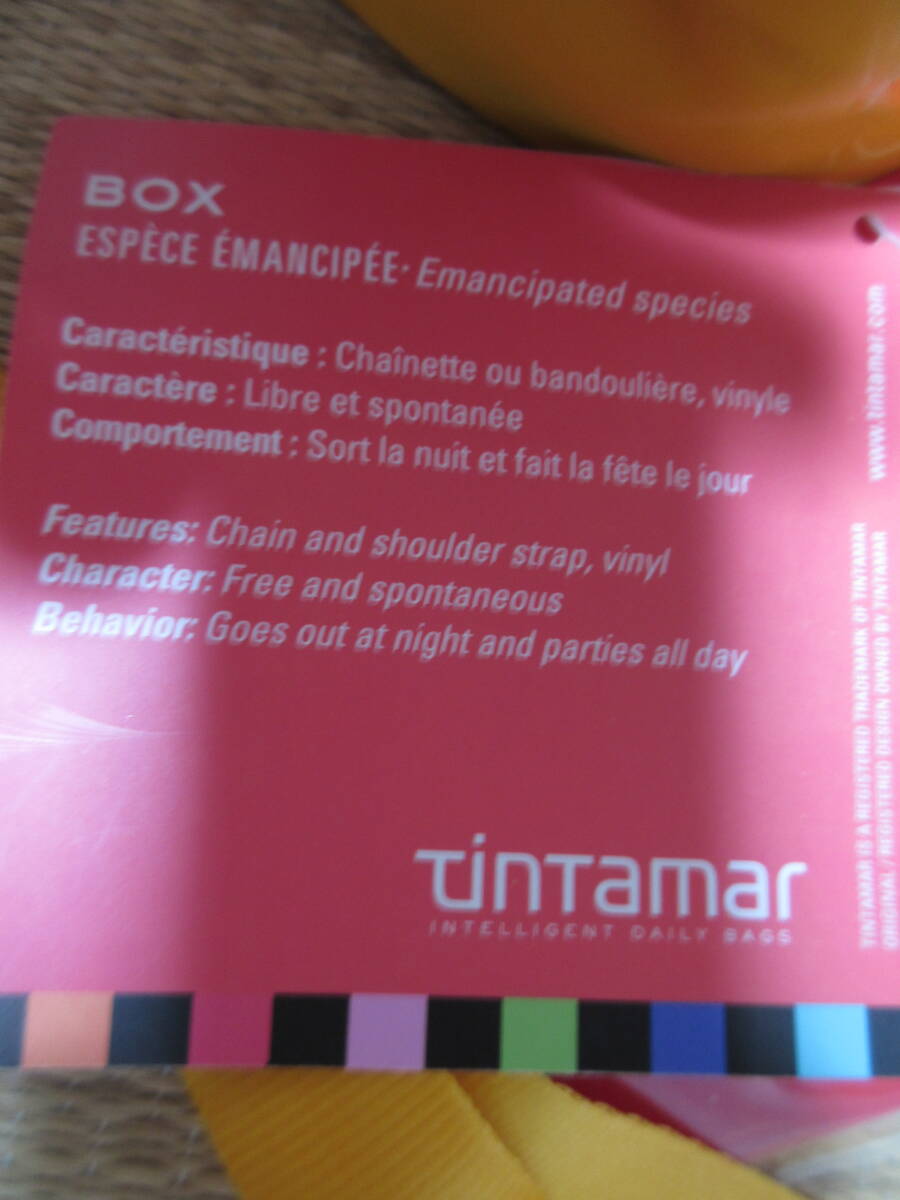 BOX
ESPÈCE ÉMANCIPÉE· Emancipated species
Caractéristique : Chaînette ou bandoulière, vinyle
Caractère : Libre et spontanée
Comportement : Sort la nuit et fait la fête le jour
Features: Chain and shoulder strap, vinyl
Character: Free and spontaneous
Behavior: Goes out at night and parties all day
TINTAMAR
INTELLIGENT DAILY BAGS
www.tintamar.com
TINTAMAR IS A REGISTERED TRADEMARK OF TINTAMAR
ORIGINAL / REGISTERED DESIGN OWNED BY TINTAMAR